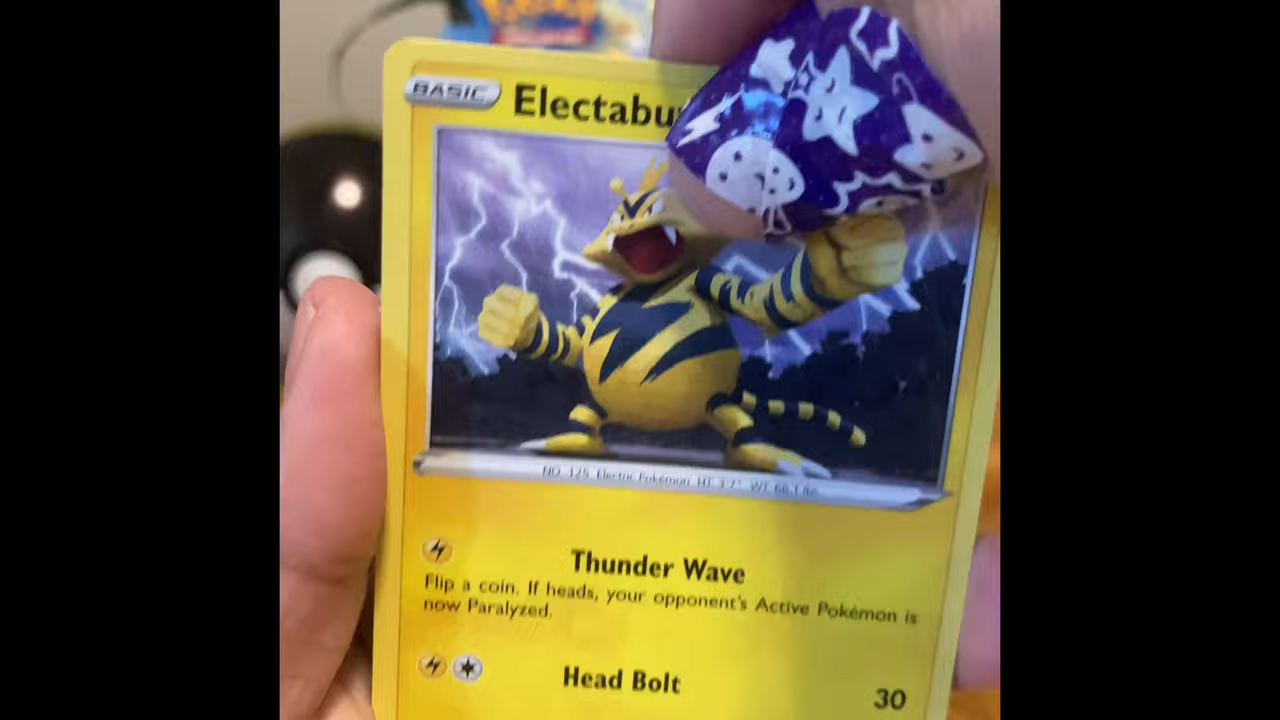 Pokémon
BASIC
Electabu
NO. 125 Electric Pokémon HT: 3'7" WT: 66.1 lbs.
Thunder Wave
Flip a coin. If heads, your opponent's Active Pokémon is
now Paralyzed.
Head Bolt
30